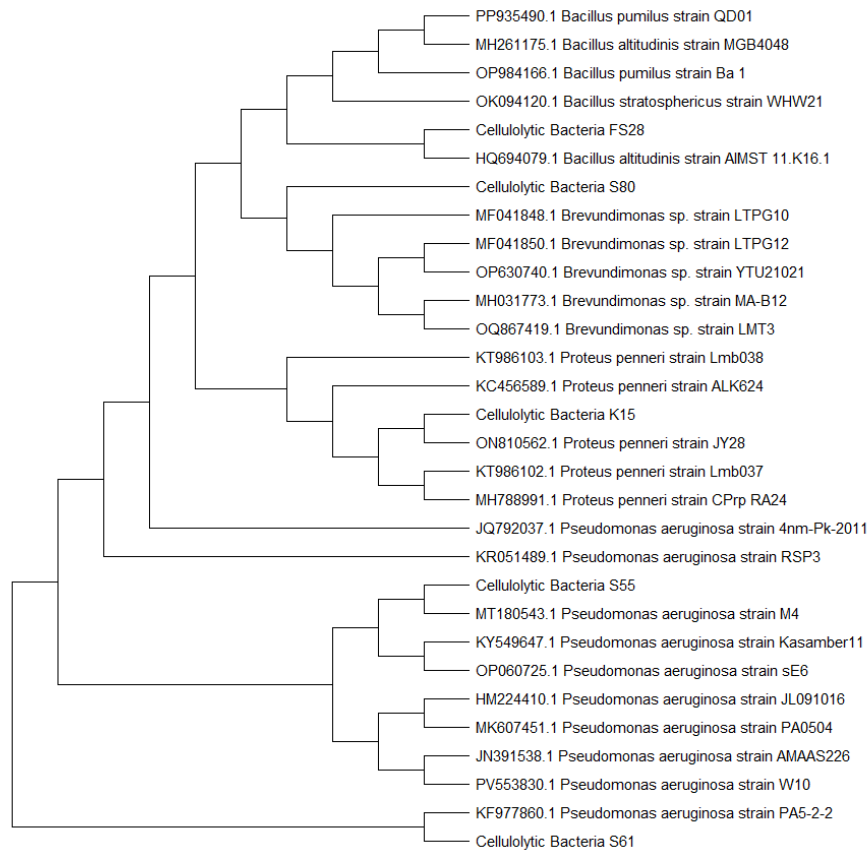 PP935490.1 Bacillus pumilus strain QD01
MH261175.1 Bacillus altitudinis strain MGB4048
OP984166.1 Bacillus pumilus strain Ba 1
OK094120.1 Bacillus stratosphericus strain WHW21
Cellulolytic Bacteria FS28
HQ694079.1 Bacillus altitudinis strain AIMST 11.K16.1
Cellulolytic Bacteria S80
MF041848.1 Brevundimonas sp. strain LTPG10
MF041850.1 Brevundimonas sp. strain LTPG12
OP630740.1 Brevundimonas sp. strain YTU21021
MH031773.1 Brevundimonas sp. strain MA-B12
OQ867419.1 Brevundimonas sp. strain LMT3
KT986103.1 Proteus penneri strain Lmb038
KC456589.1 Proteus penneri strain ALK624
Cellulolytic Bacteria K15
ON810562.1 Proteus penneri strain JY28
KT986102.1 Proteus penneri strain Lmb037
MH788991.1 Proteus penneri strain CPrp RA24
JQ792037.1 Pseudomonas aeruginosa strain 4nm-Pk-2011
KR051489.1 Pseudomonas aeruginosa strain RSP3
Cellulolytic Bacteria S55
MT180543.1 Pseudomonas aeruginosa strain M4
KY549647.1 Pseudomonas aeruginosa strain Kasamber11
OP060725.1 Pseudomonas aeruginosa strain sE6
HM224410.1 Pseudomonas aeruginosa strain JL091016
MK607451.1 Pseudomonas aeruginosa strain PA0504
JN391538.1 Pseudomonas aeruginosa strain AMAAS226
PV553830.1 Pseudomonas aeruginosa strain W10
KF977860.1 Pseudomonas aeruginosa strain PA5-2-2
Cellulolytic Bacteria S61